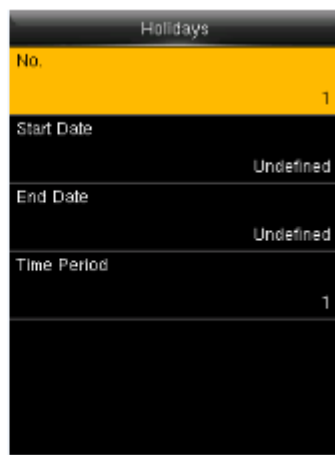 Holidays
No.
1
Start Date
Undefined
End Date
Undefined
Time Period
1